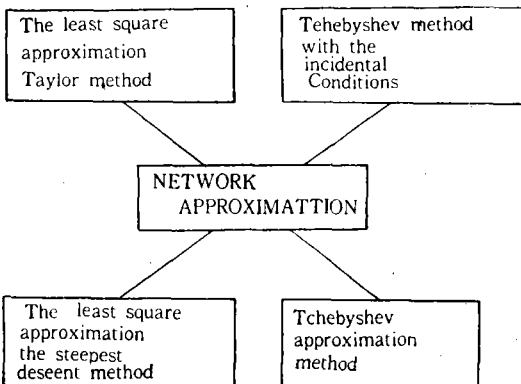 The least square
approximation
Taylor method
Tehebyshev method
with the
incidental
Conditions
NETWORK
APPROXIMATTION
The least square
approximation
the steepest
deseent method
Tchebyshev
approximation
method